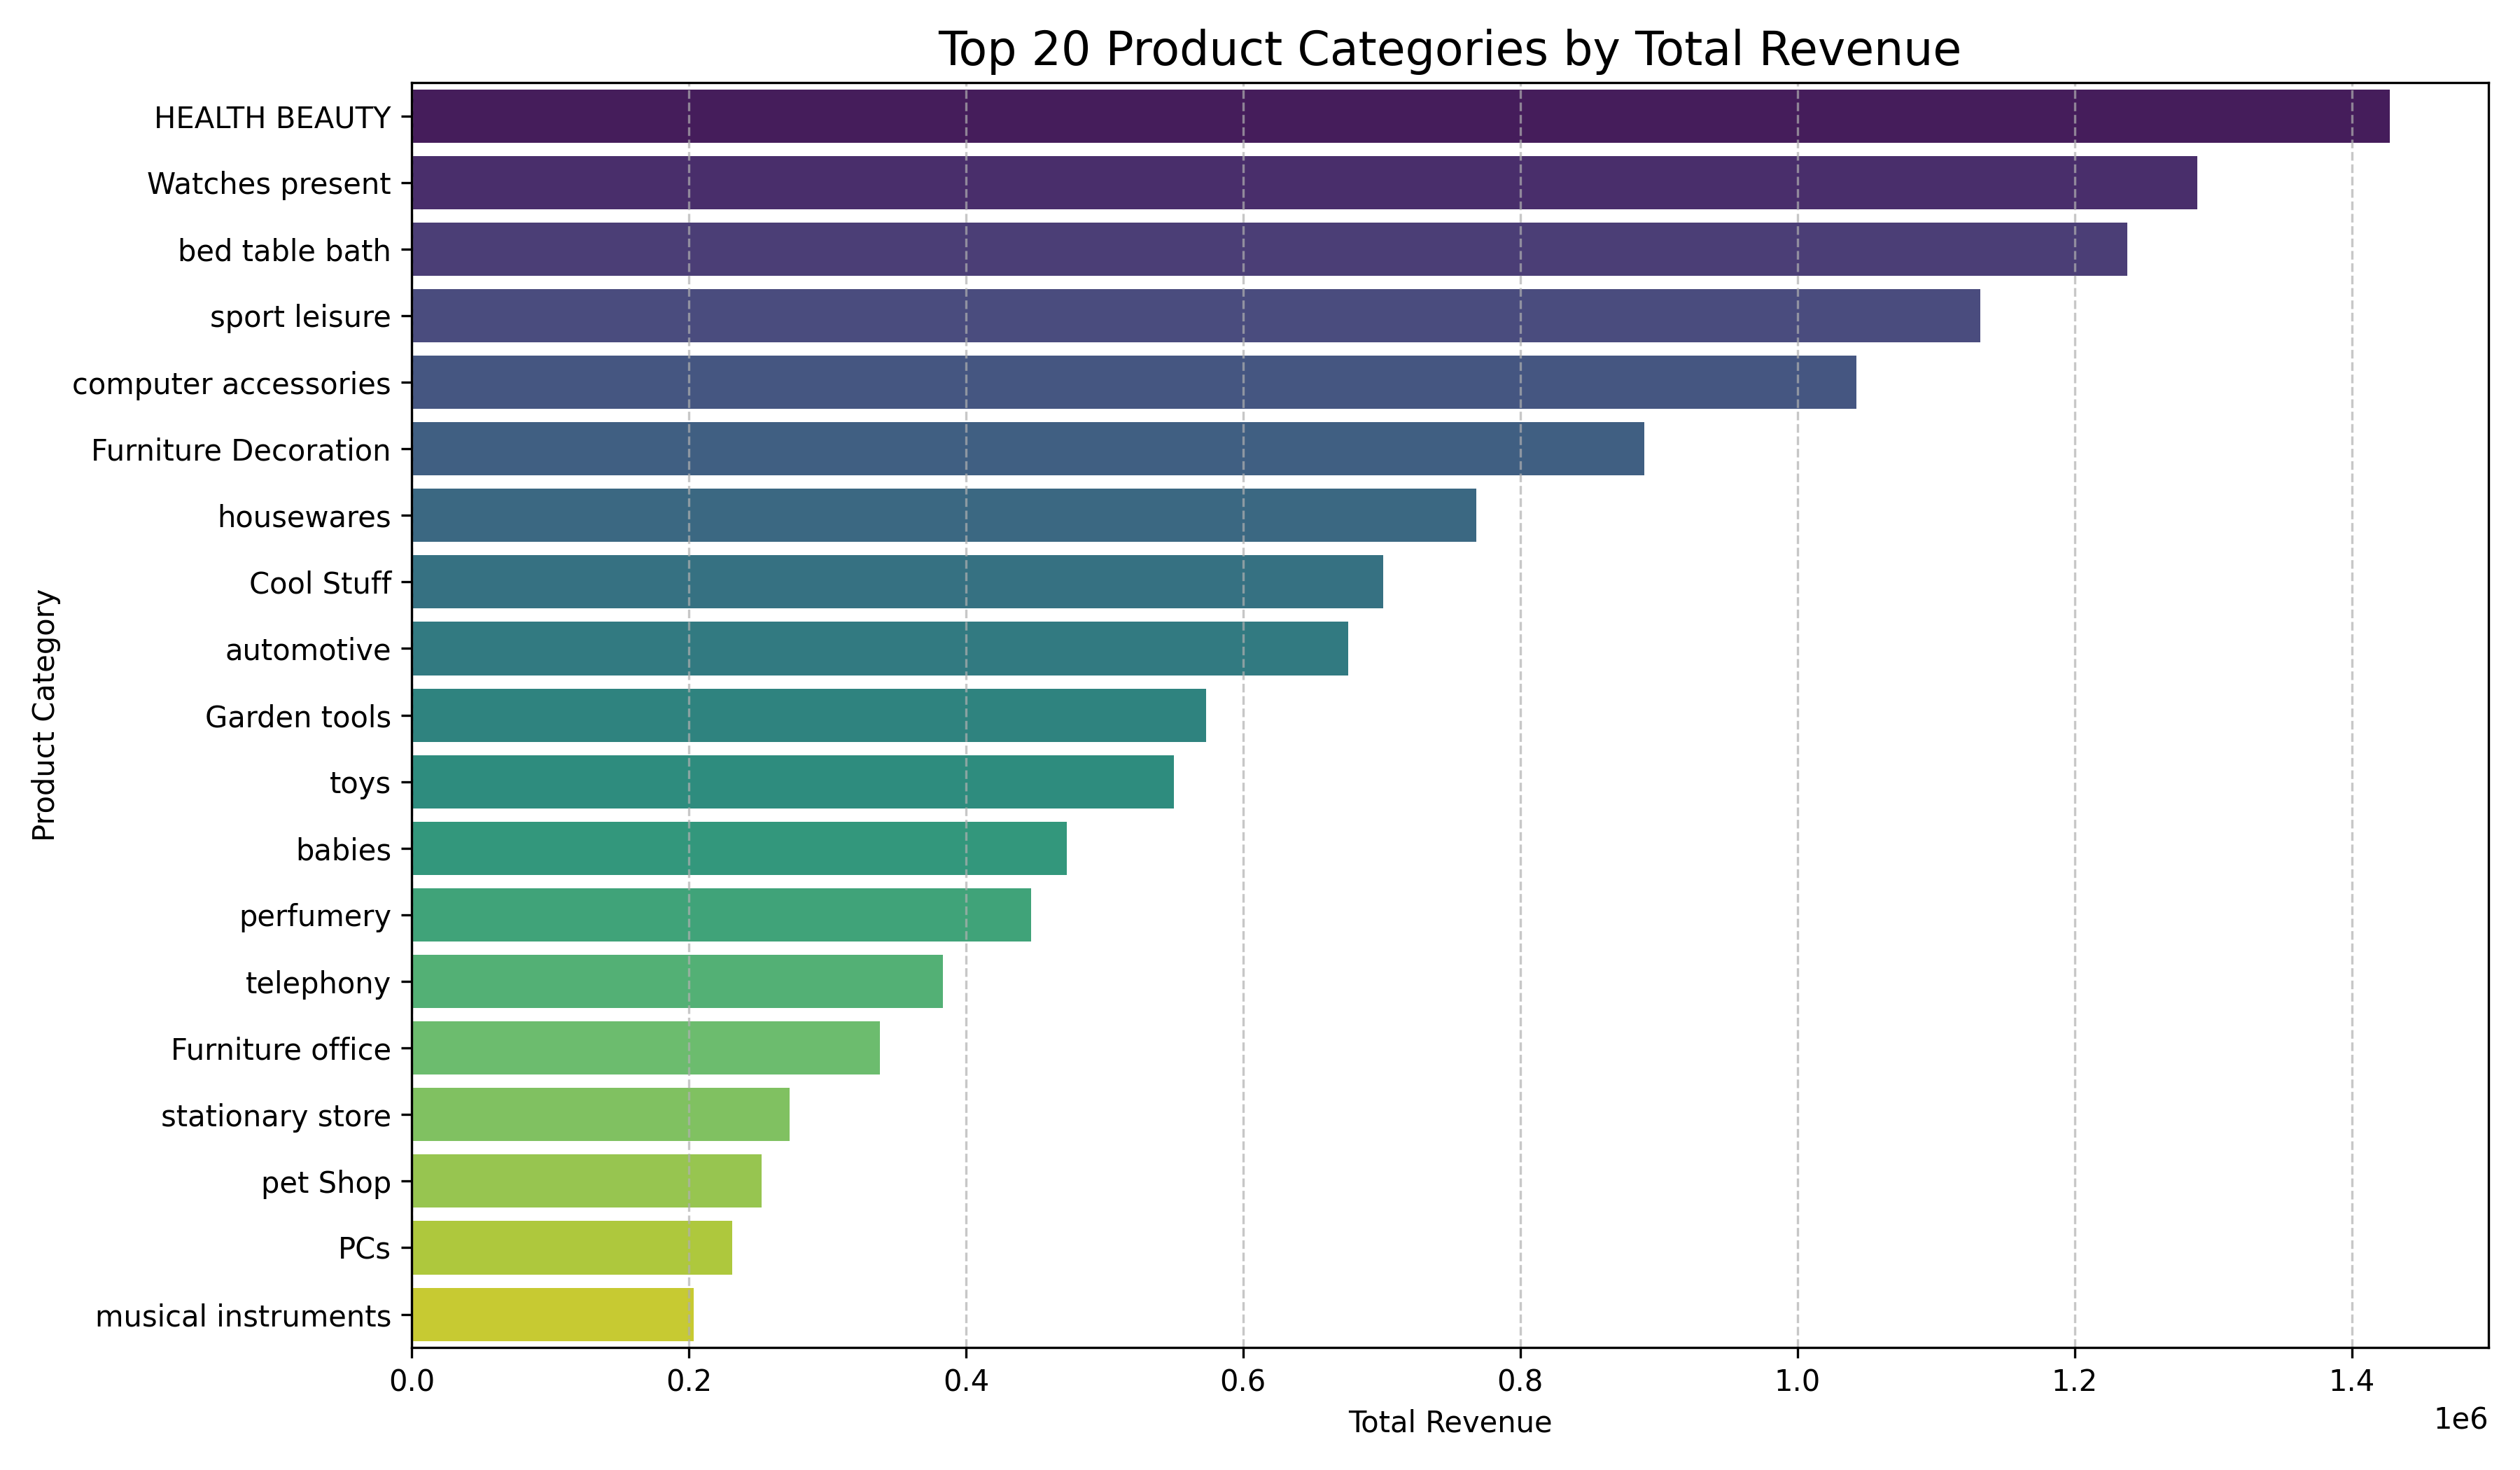 Top 20 Product Categories by Total Revenue
HEALTH BEAUTY
Watches present
bed table bath
sport leisure
computer accessories
Furniture Decoration
housewares
Cool Stuff
automotive
Garden tools
toys
babies
perfumery
telephony
Furniture office
stationary store
pet Shop
PCs
musical instruments
Product Category
0.0 0.2 0.4 0.6 0.8 1.0 1.2 1.4
Total Revenue
1e6